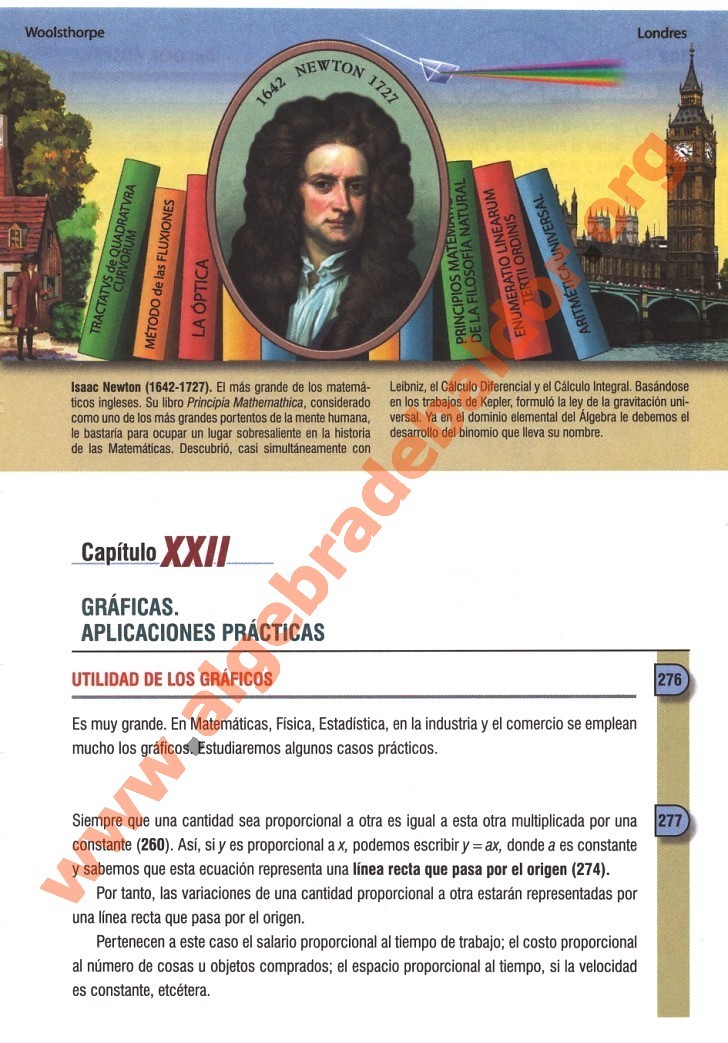 Woolsthorpe
Londres
1642 NEWTON 1727
TRACTATVS de QUADRATVRA
CURVORUM
MÉTODO de las FLUXIONES
LA ÓPTICA
PRINCIPIOS MATEMÁTIC
DE LA FILOSOFÍA NATURAL
ENUMERATIO LINEARUM
TERTII ORDINIS
ARITMÉTICA UNIVERSAL
Isaac Newton (1642-1727). El más grande de los matemá-
ticos ingleses. Su libro Principia Mathemathica, considerado
como uno de los más grandes portentos de la mente humana,
le bastaría para ocupar un lugar sobresaliente en la historia
de las Matemáticas. Descubrió, casi simultáneamente con
Leibniz, el Cálculo Diferencial y el Cálculo Integral. Basándose
en los trabajos de Kepler, formuló la ley de la gravitación uni-
versal. Ya en el dominio elemental del Álgebra le debemos el
desarrollo del binomio que lleva su nombre.
Capítulo XXII
GRÁFICAS.
APLICACIONES PRÁCTICAS
UTILIDAD DE LOS GRÁFICOS
276
Es muy grande. En Matemáticas, Física, Estadística, en la industria y el comercio se emplean
mucho los gráficos. Estudiaremos algunos casos prácticos.
277
Siempre que una cantidad sea proporcional a otra es igual a esta otra multiplicada por una
constante (260). Así, si y es proporcional a x, podemos escribir y = ax, donde a es constante
y sabemos que esta ecuación representa una línea recta que pasa por el origen (274).
Por tanto, las variaciones de una cantidad proporcional a otra estarán representadas por
una línea recta que pasa por el origen.
Pertenecen a este caso el salario proporcional al tiempo de trabajo; el costo proporcional
al número de cosas u objetos comprados; el espacio proporcional al tiempo, si la velocidad
es constante, etcétera.
www.algebradebaldor.org